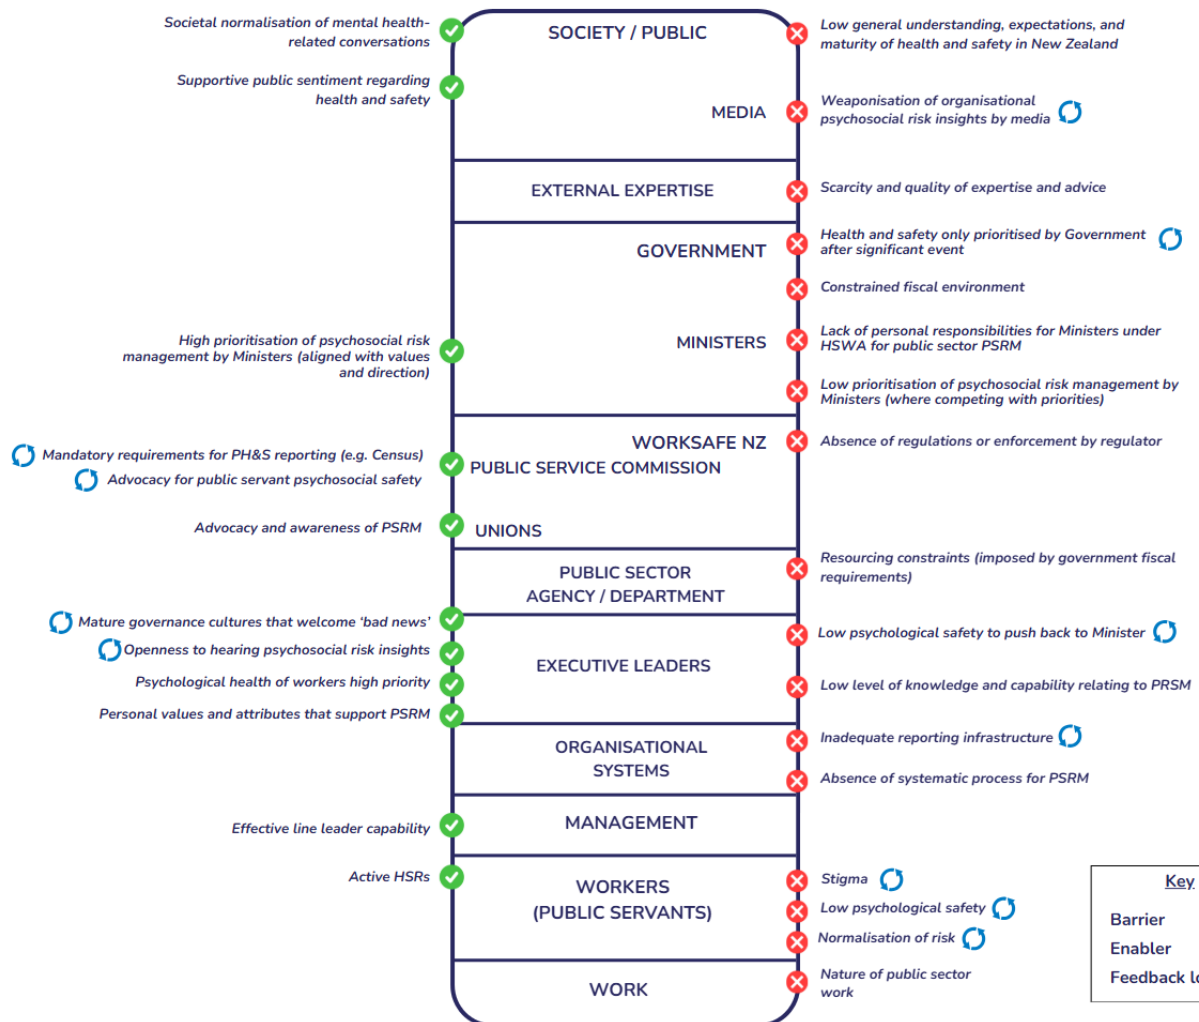 Societal normalisation of mental health-
related conversations
SOCIETY / PUBLIC
Low general understanding, expectations, and
maturity of health and safety in New Zealand
Supportive public sentiment regarding
health and safety
MEDIA
Weaponisation of organisational
psychosocial risk insights by media
EXTERNAL EXPERTISE
Scarcity and quality of expertise and advice
GOVERNMENT
Health and safety only prioritised by Government
after significant event
Constrained fiscal environment
High prioritisation of psychosocial risk
management by Ministers (aligned with values
and direction)
MINISTERS
Lack of personal responsibilities for Ministers under
HSWA for public sector PSRM
Low prioritisation of psychosocial risk management by
Ministers (where competing with priorities)
WORKSAFE NZ
Absence of regulations or enforcement by regulator
Mandatory requirements for PH&S reporting (e.g. Census)
PUBLIC SERVICE COMMISSION
Advocacy for public servant psychosocial safety
Advocacy and awareness of PSRM
UNIONS
PUBLIC SECTOR
AGENCY / DEPARTMENT
Resourcing constraints (imposed by government fiscal
requirements)
Mature governance cultures that welcome ‘bad news’
Openness to hearing psychosocial risk insights
Psychological health of workers high priority
Personal values and attributes that support PSRM
EXECUTIVE LEADERS
Low psychological safety to push back to Minister
Low level of knowledge and capability relating to PRSM
ORGANISATIONAL
SYSTEMS
Inadequate reporting infrastructure
Absence of systematic process for PSRM
Effective line leader capability
MANAGEMENT
Active HSRs
WORKERS
(PUBLIC SERVANTS)
Stigma
Low psychological safety
Normalisation of risk
WORK
Nature of public sector
work
Key
Barrier
Enabler
Feedback lo